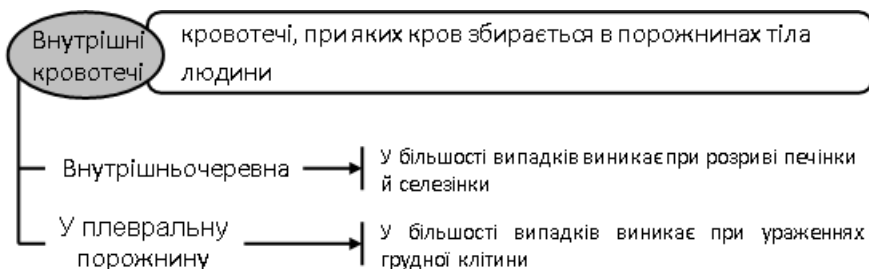 Внутрішні
кровотечі
кровотечі, при яких кров збирається в порожнинах тіла
людини
Внутрішньочеревна
У більшості випадків виникає при розриві печінки
й селезінки
У плевральну
порожнину
У більшості випадків виникає при ураженнях
грудної клітини